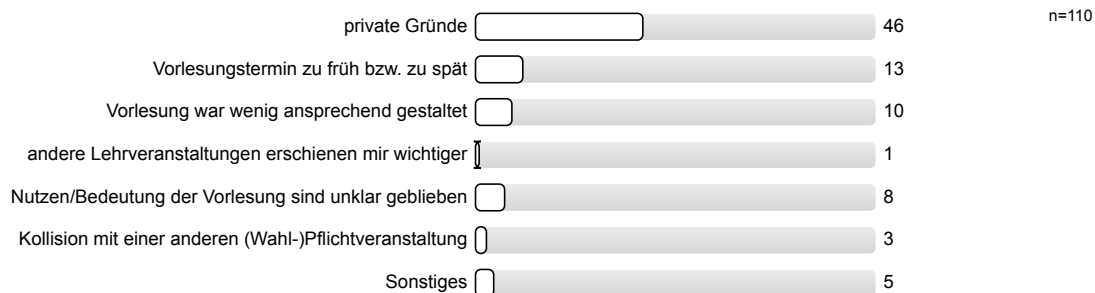 private Gründe 46 n=110
Vorlesungstermin zu früh bzw. zu spät 13
Vorlesung war wenig ansprechend gestaltet 10
andere Lehrveranstaltungen erschienen mir wichtiger 1
Nutzen/Bedeutung der Vorlesung sind unklar geblieben 8
Kollision mit einer anderen (Wahl-)Pflichtveranstaltung 3
Sonstiges 5